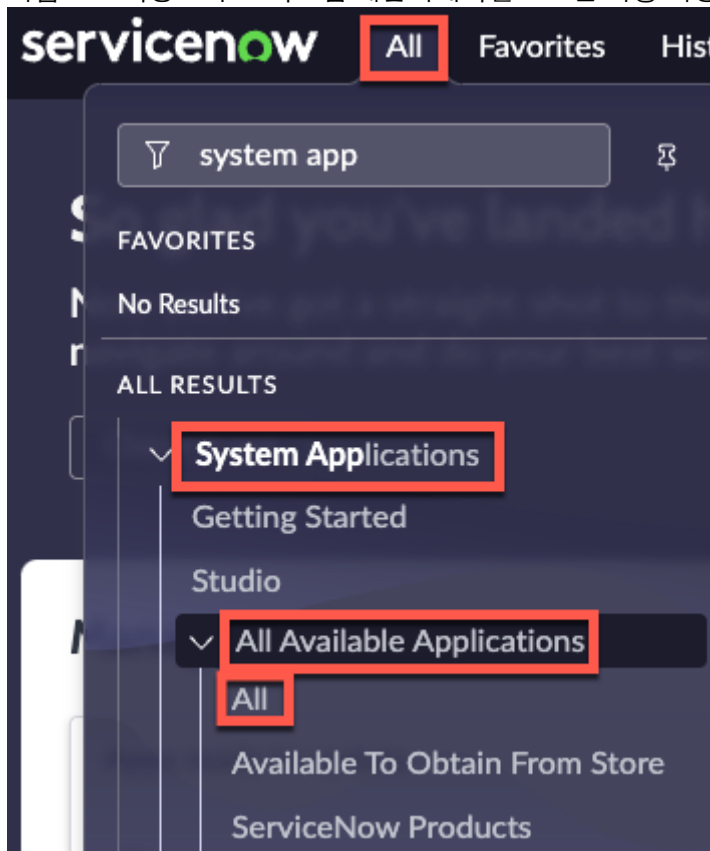 servicenow All Favorites Hist
system app
FAVORITES
No Results
ALL RESULTS
System Applications
Getting Started
Studio
All Available Applications
All
Available To Obtain From Store
ServiceNow Products